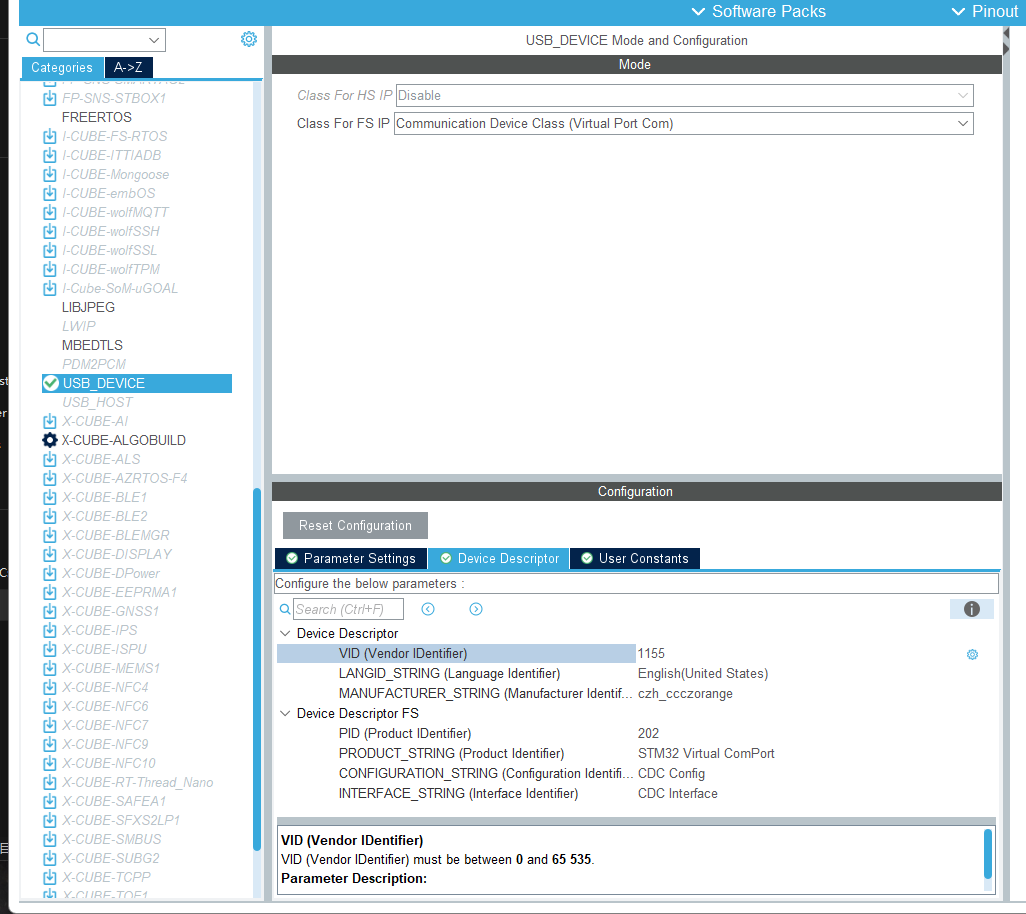 Software Packs
Pinout
USB_DEVICE Mode and Configuration
Categories
A->Z
FP-SNS-STBOX1
FREERTOS
I-CUBE-FS-RTOS
I-CUBE-ITTIADB
I-CUBE-Mongoose
I-CUBE-embOS
I-CUBE-wolfMQTT
I-CUBE-wolfSSH
I-CUBE-wolfSSL
I-CUBE-wolfTPM
I-Cube-SoM-uGOAL
LIBJPEG
LWIP
MBEDTLS
PDM2PCM
USB_DEVICE
USB_HOST
X-CUBE-AI
X-CUBE-ALGOBUILD
X-CUBE-ALS
X-CUBE-AZRTOS-F4
X-CUBE-BLE1
X-CUBE-BLE2
X-CUBE-BLEMGR
X-CUBE-DISPLAY
X-CUBE-DPower
X-CUBE-EEPRMA1
X-CUBE-GNSS1
X-CUBE-IPS
X-CUBE-ISPU
X-CUBE-MEMS1
X-CUBE-NFC4
X-CUBE-NFC6
X-CUBE-NFC7
X-CUBE-NFC9
X-CUBE-NFC10
X-CUBE-RT-Thread_Nano
X-CUBE-SAFEA1
X-CUBE-SFXS2LP1
X-CUBE-SMBUS
X-CUBE-SUBG2
X-CUBE-TCPP
X-CUBE-TOF1
Mode
Class For HS IP Disable
Class For FS IP Communication Device Class (Virtual Port Com)
Configuration
Reset Configuration
Parameter Settings
Device Descriptor
User Constants
Configure the below parameters :
Search (Ctrl+F)
Device Descriptor
VID (Vendor IDentifier) 1155
LANGID_STRING (Language Identifier) English(United States)
MANUFACTURER_STRING (Manufacturer Identif... czh_ccczorange
Device Descriptor FS
PID (Product IDentifier) 202
PRODUCT_STRING (Product Identifier) STM32 Virtual ComPort
CONFIGURATION_STRING (Configuration Identifi... CDC Config
INTERFACE_STRING (Interface Identifier) CDC Interface
VID (Vendor IDentifier)
VID (Vendor IDentifier) must be between 0 and 65 535.
Parameter Description: